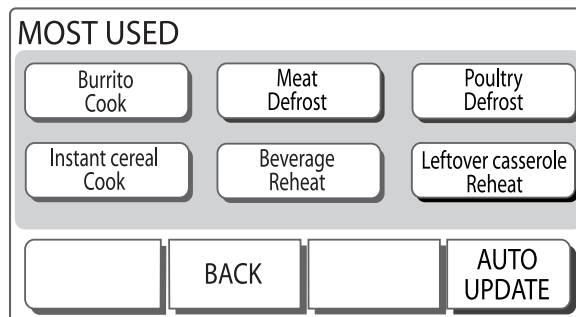 MOST USED
Burrito
Cook
Meat
Defrost
Poultry
Defrost
Instant cereal
Cook
Beverage
Reheat
Leftover casserole
Reheat
BACK
AUTO
UPDATE